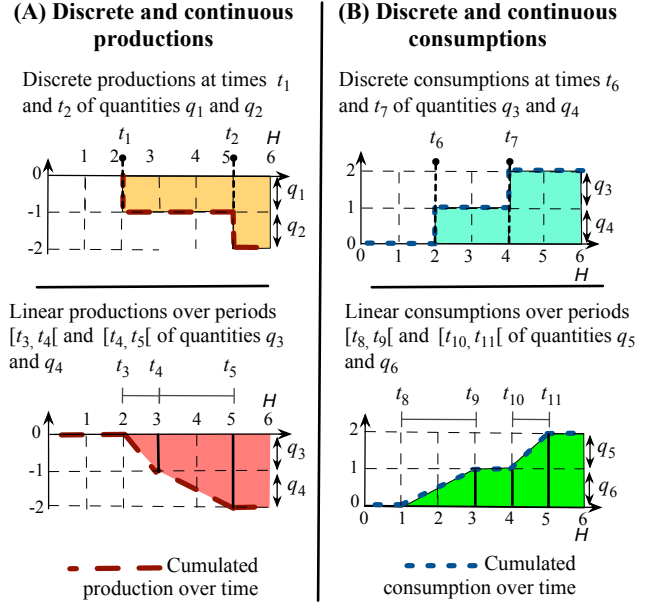 (A) Discrete and continuous
productions
Discrete productions at times t1
and t2 of quantities q1 and q2
t1 t2 H
0 1 2 3 4 5 6
-1
-2
q1
q2
Linear productions over periods
[t3, t4[ and [t4, t5[ of quantities q3
and q4
t3 t4 t5
H
0 1 2 3 4 5 6
-1
-2
q3
q4
Cumulated
production over time
(B) Discrete and continuous
consumptions
Discrete consumptions at times t6
and t7 of quantities q3 and q4
t6 t7
2
1
0
q3
q4
0 1 2 3 4 5 6
H
Linear consumptions over periods
[t8, t9[ and [t10, t11[ of quantities q5
and q6
t8 t9 t10 t11
2
1
0
q5
q6
0 1 2 3 4 5 6
H
Cumulated
consumption over time